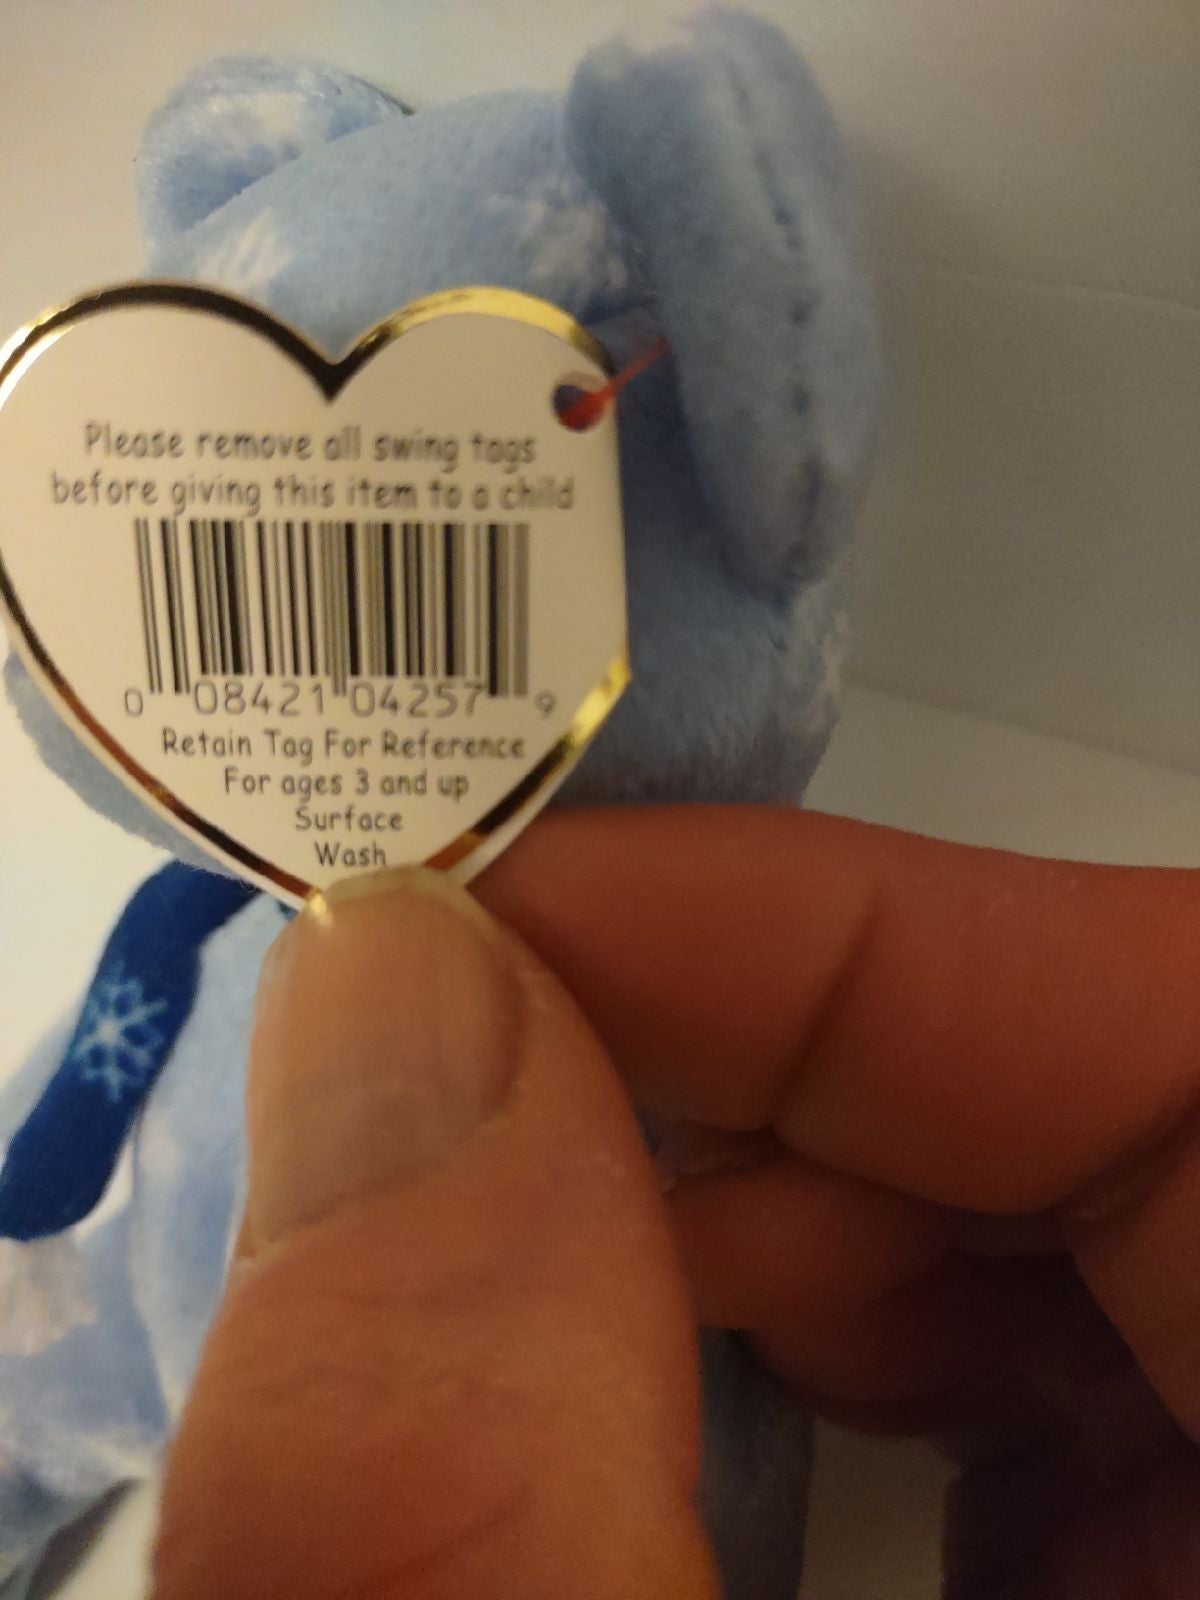 Please remove all swing tags
before giving this item to a child
0 08421 04257 9
Retain Tag For Reference
For ages 3 and up
Surface
Wash